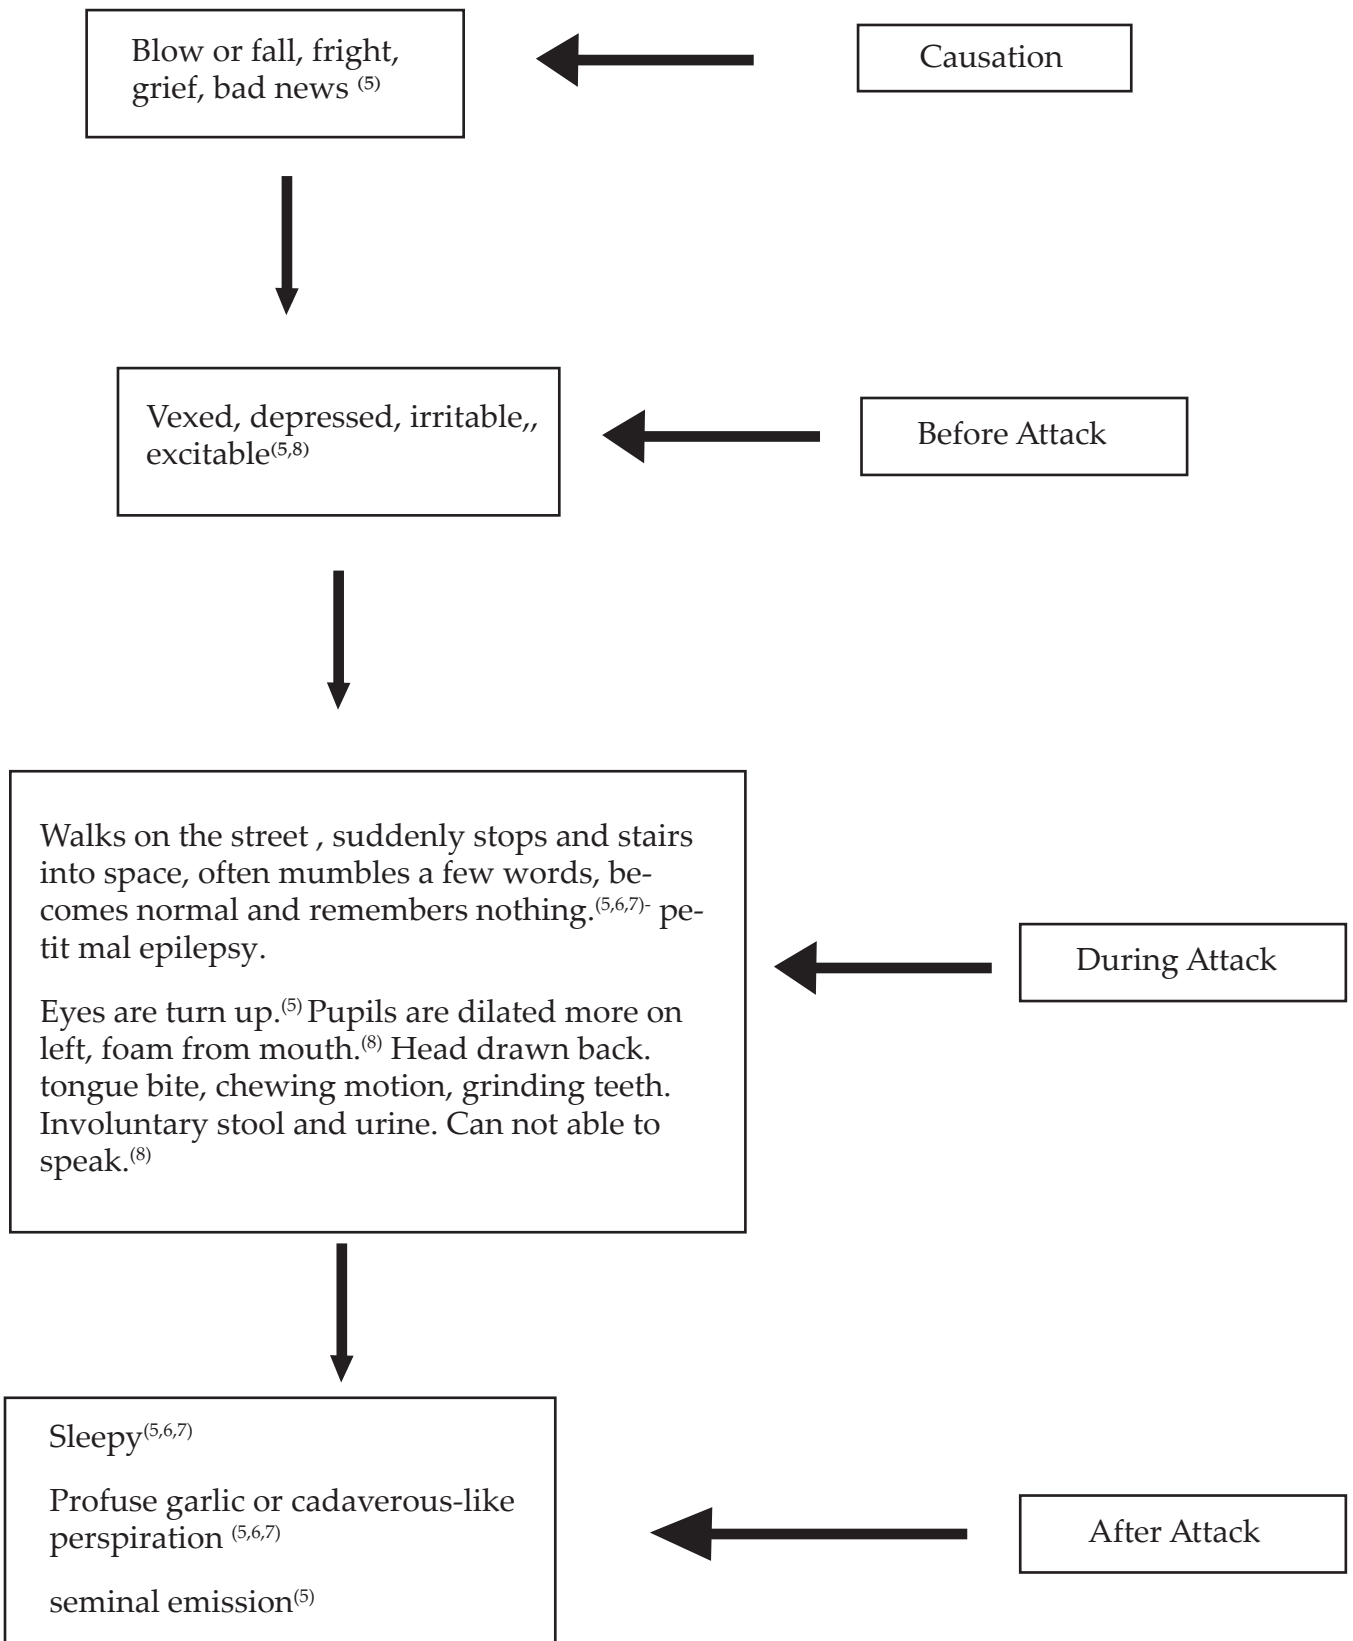 Blow or fall, fright,
grief, bad news (5)
Causation
Vexed, depressed, irritable,,
excitable(5,8)
Before Attack
Walks on the street , suddenly stops and stairs
into space, often mumbles a few words, be-
comes normal and remembers nothing.(5,6,7)- pe-
tit mal epilepsy.
Eyes are turn up.(5) Pupils are dilated more on
left, foam from mouth.(8) Head drawn back.
tongue bite, chewing motion, grinding teeth.
Involuntary stool and urine. Can not able to
speak.(8)
During Attack
Sleepy(5,6,7)
Profuse garlic or cadaverous-like
perspiration (5,6,7)
seminal emission(5)
After Attack